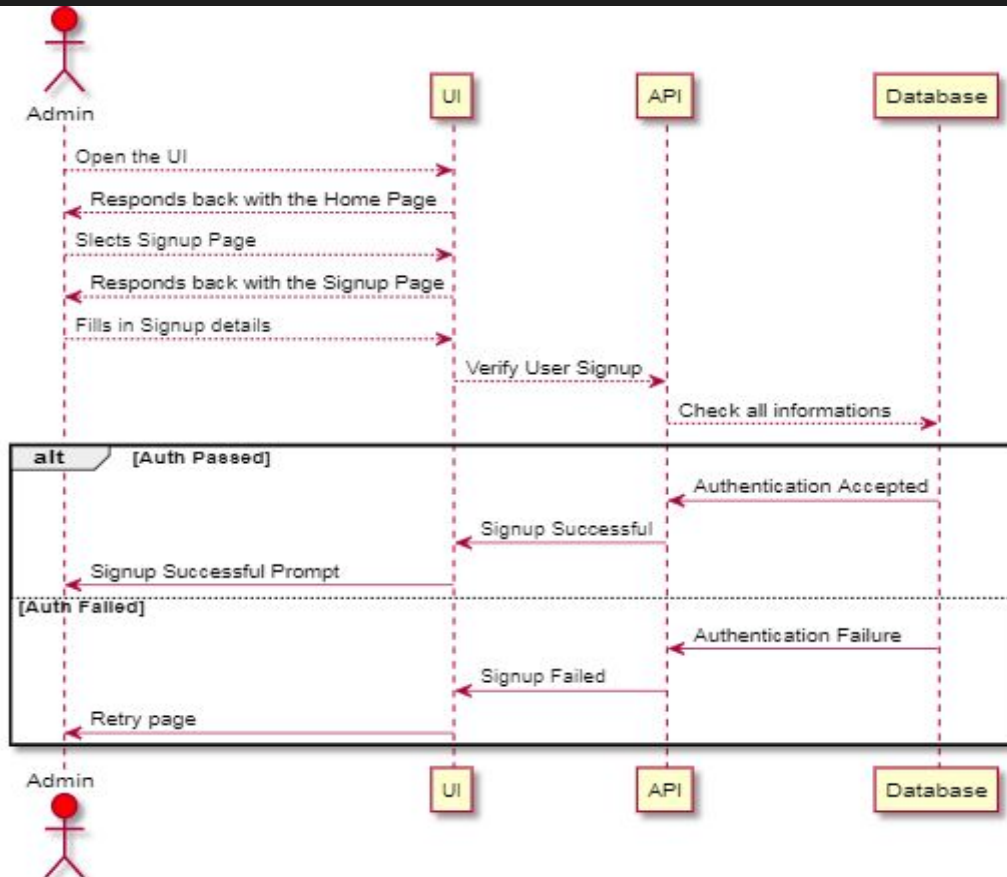 Admin
UI
API
Database
Open the UI
Responds back with the Home Page
Slects Signup Page
Responds back with the Signup Page
Fills in Signup details
Verify User Signup
Check all informations
alt [Auth Passed]
Authentication Accepted
Signup Successful
Signup Successful Prompt
[Auth Failed]
Authentication Failure
Signup Failed
Retry page
Admin
UI
API
Database